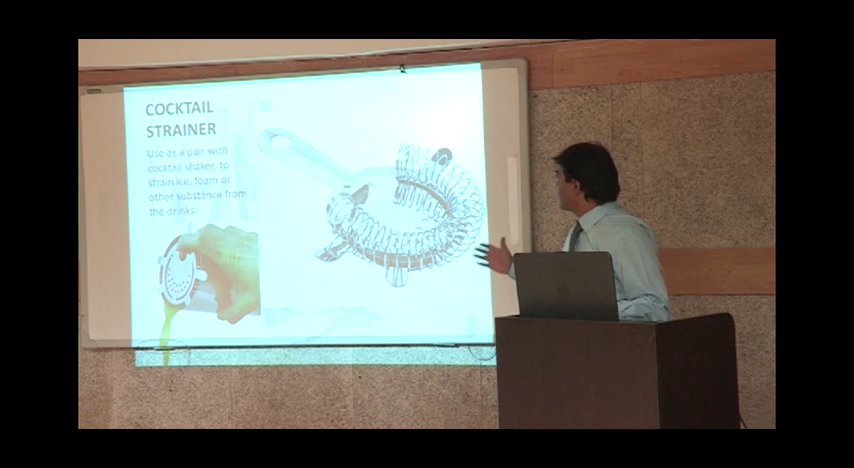 COCKTAIL
STRAINER
Use as a pair with
cocktail shaker, to
strain ice, foam or
other substance from
the drinks.